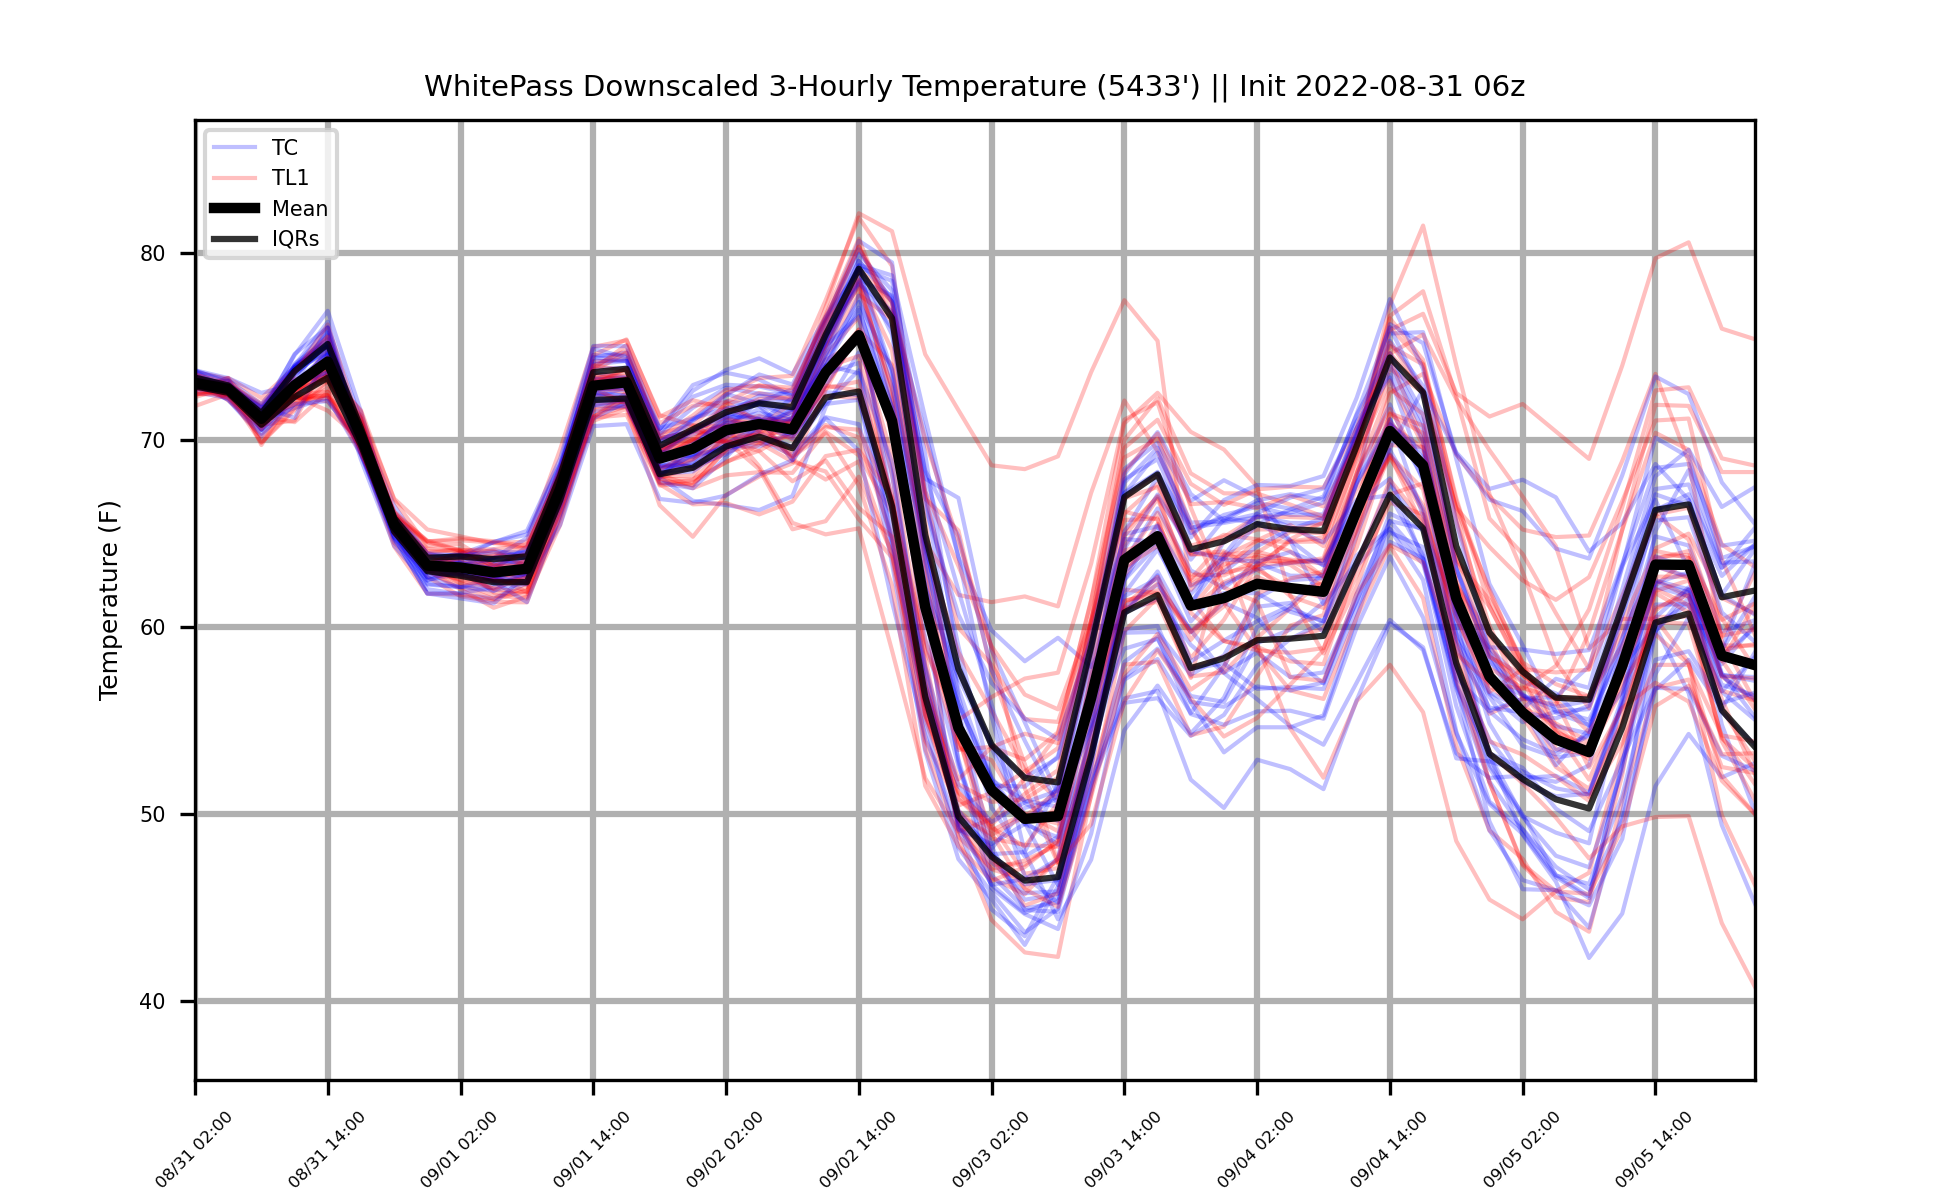 WhitePass Downscaled 3-Hourly Temperature (5433') || Init 2022-08-31 06z
TC
TL1
Mean
IQRs
Temperature (F)
80
70
60
50
40
08/31 02:00
08/31 14:00
09/01 02:00
09/01 14:00
09/02 02:00
09/02 14:00
09/03 02:00
09/03 14:00
09/04 02:00
09/04 14:00
09/05 02:00
09/05 14:00